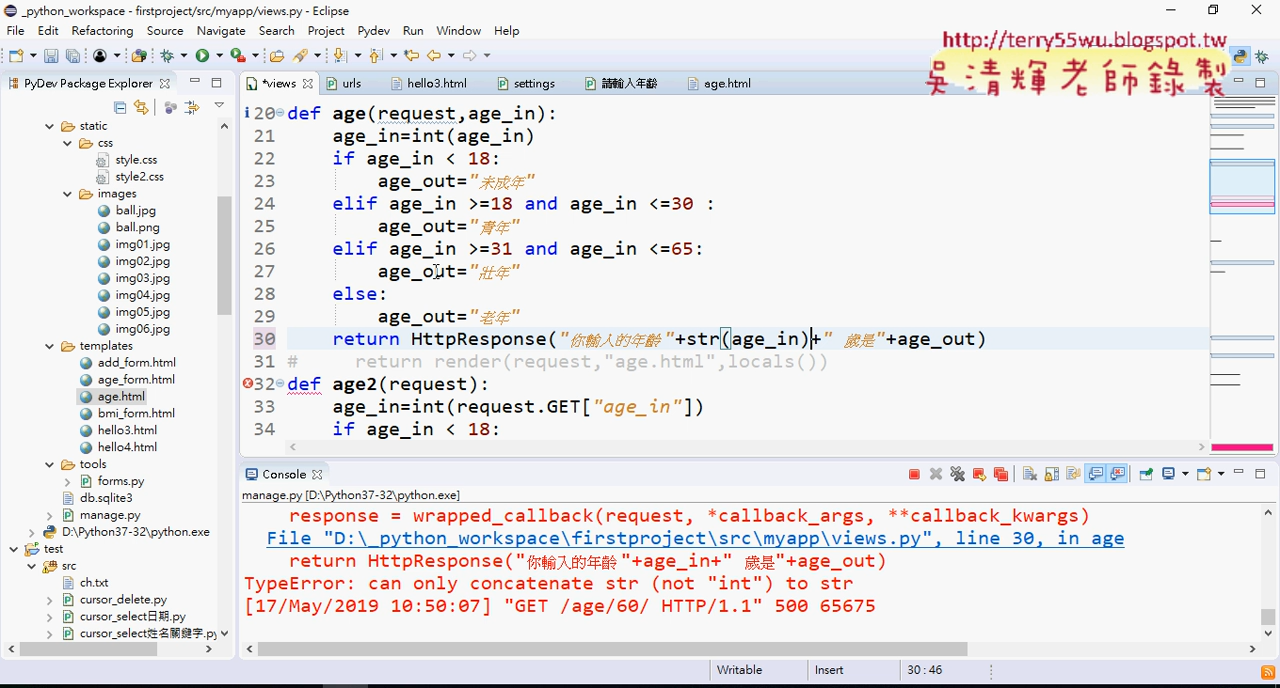 _python_workspace - firstproject/src/myapp/views.py - Eclipse
File Edit Refactoring Source Navigate Search Project Pydev Run Window Help
http://terry55wu.blogspot.tw
吳清輝老師錄製
PyDev Package Explorer
*views urls hello3.html settings 請輸入年齡 age.html
static
css
style.css
style2.css
images
ball.jpg
ball.png
img01.jpg
img02.jpg
img03.jpg
img04.jpg
img05.jpg
img06.jpg
templates
add_form.html
age_form.html
age.html
bmi_form.html
hello3.html
hello4.html
tools
forms.py
db.sqlite3
manage.py
D:\Python37-32\python.exe
test
src
ch.txt
cursor_delete.py
cursor_select日期.py
cursor_select姓名關鍵字.py
20 def age(request,age_in):
21 age_in=int(age_in)
22 if age_in < 18:
23 age_out="未成年"
24 elif age_in >=18 and age_in <=30 :
25 age_out="青年"
26 elif age_in >=31 and age_in <=65:
27 age_out="壯年"
28 else:
29 age_out="老年"
30 return HttpResponse("你輸入的年齡"+str(age_in)+" 歲是"+age_out)
31 # return render(request,"age.html",locals())
32 def age2(request):
33 age_in=int(request.GET["age_in"])
34 if age_in < 18:
Console
manage.py [D:\Python37-32\python.exe]
response = wrapped_callback(request, *callback_args, **callback_kwargs)
File "D:\_python_workspace\firstproject\src\myapp\views.py", line 30, in age
return HttpResponse("你輸入的年齡"+age_in+" 歲是"+age_out)
TypeError: can only concatenate str (not "int") to str
[17/May/2019 10:50:07] "GET /age/60/ HTTP/1.1" 500 65675
Writable Insert 30 : 46